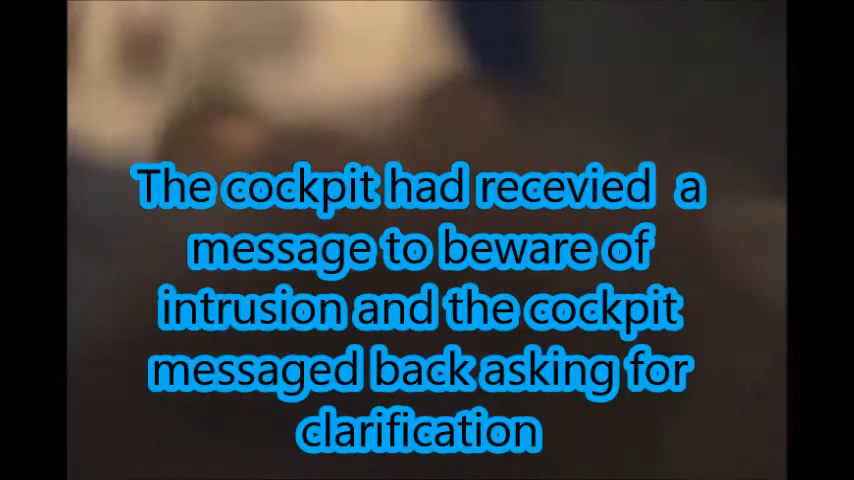 The cockpit had recevied  a
message to beware of
intrusion and the cockpit
messaged back asking for
clarification